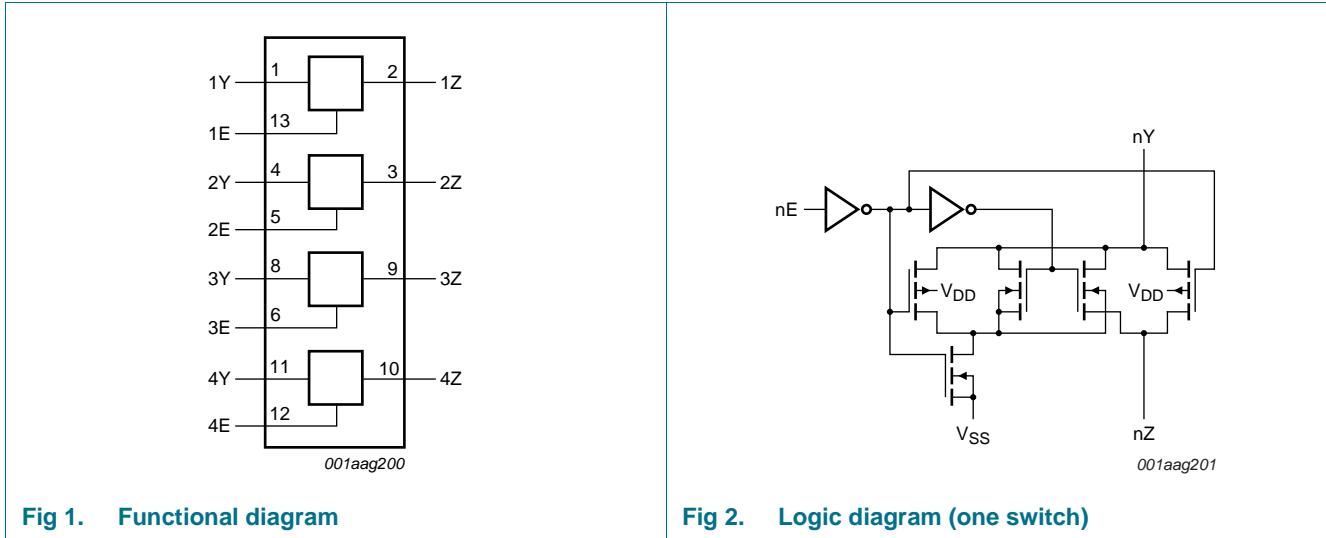 1Y 1 2 1Z
1E 13
2Y 4 3 2Z
2E 5
3Y 8 9 3Z
3E 6
4Y 11 10 4Z
4E 12
001aag200
Fig 1. Functional diagram
nY
nE
VDD VDD
VSS
nZ
001aag201
Fig 2. Logic diagram (one switch)